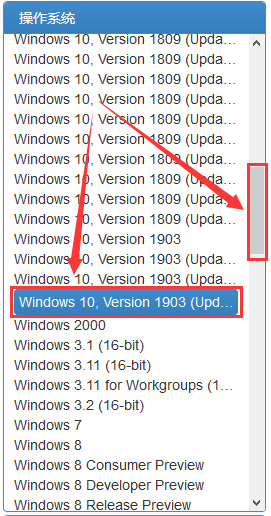 操作系统
Windows 10, Version 1809 (Upda...
Windows 10, Version 1809 (Upda...
Windows 10, Version 1809 (Upda...
Windows 10, Version 1809 (Upda...
Windows 10, Version 1809 (Upda...
Windows 10, Version 1809 (Upda...
Windows 10, Version 1809 (Upda...
Windows 10, Version 1809 (Upda...
Windows 10, Version 1809 (Upda...
Windows 10, Version 1809 (Upda...
Windows 10, Version 1903
Windows 10, Version 1903 (Upda...
Windows 10, Version 1903 (Upda...
Windows 10, Version 1903 (Upd...
Windows 2000
Windows 3.1 (16-bit)
Windows 3.11 (16-bit)
Windows 3.11 for Workgroups (1...
Windows 3.2 (16-bit)
Windows 7
Windows 8
Windows 8 Consumer Preview
Windows 8 Developer Preview
Windows 8 Release Preview